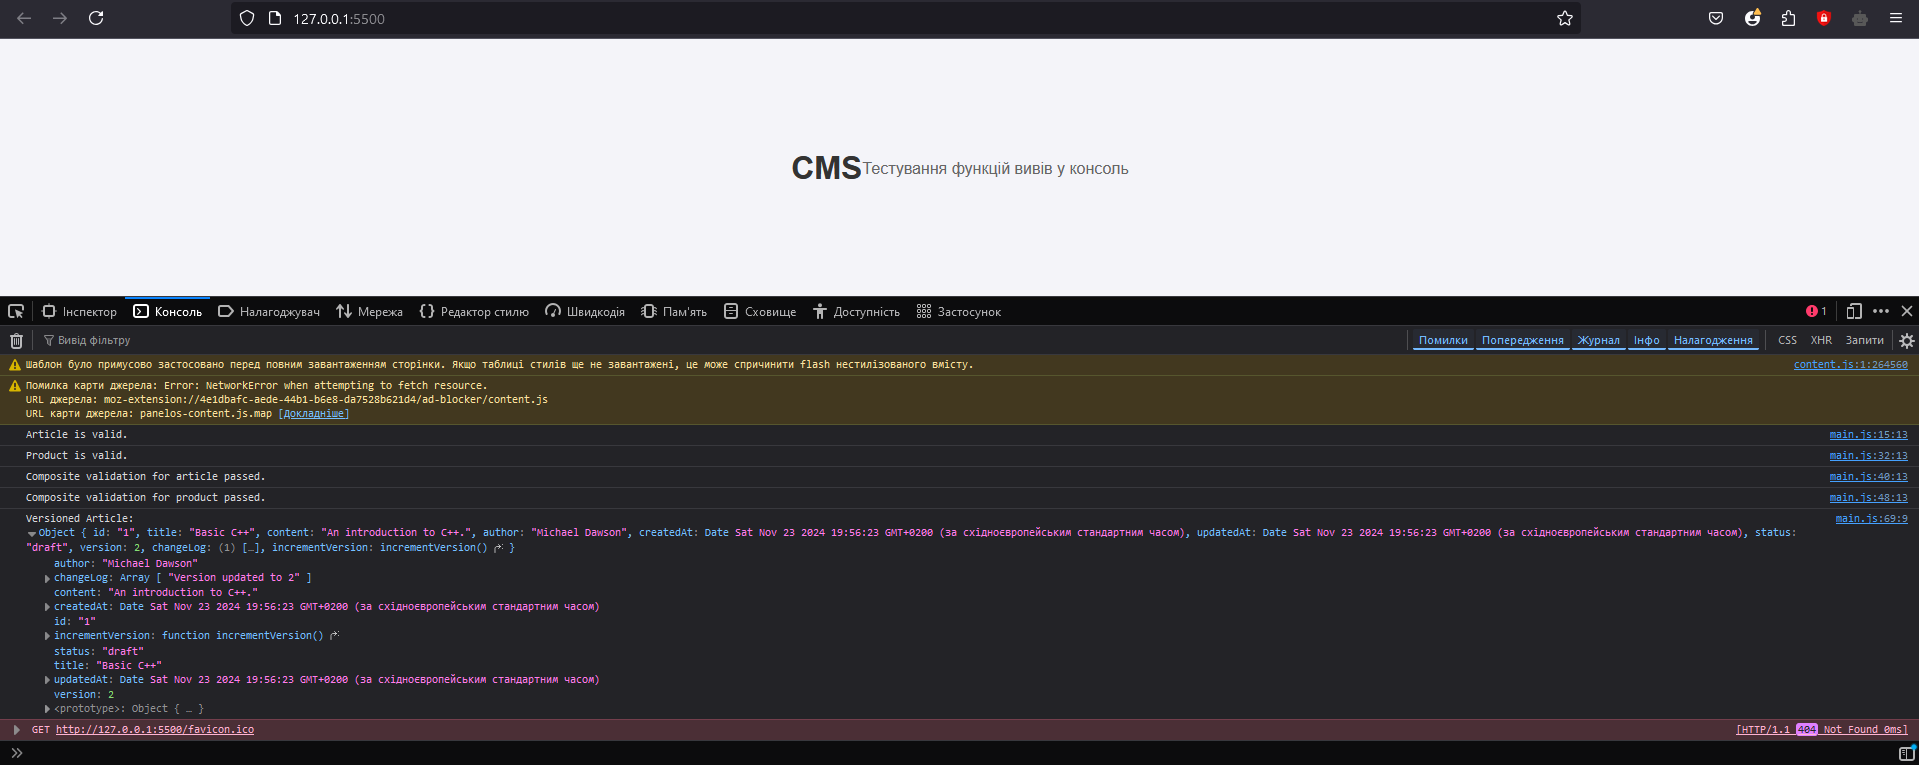 127.0.0.1:5500
CMS Тестування функцій вивів у консоль
Інспектор Консоль Налагоджувач Мережа Редактор стилю Швидкодія Пам'ять Сховище Доступність Застосунок 1
Вивід фільтру Помилки Попередження Журнал Інфо Налагодження CSS XHR Запити
Шаблон було примусово застосовано перед повним завантаженням сторінки. Якщо таблиці стилів ще не завантажені, це може спричинити flash нестилізованого вмісту. content.js:1:264560
Помилка карти джерела: Error: NetworkError when attempting to fetch resource.
URL джерела: moz-extension://4e1dbafc-aede-44b1-b6e8-da7528b621d4/ad-blocker/content.js
URL карти джерела: panelos-content.js.map [Докладніше]
Article is valid. main.js:15:13
Product is valid. main.js:32:13
Composite validation for article passed. main.js:40:13
Composite validation for product passed. main.js:48:13
Versioned Article: main.js:69:9
Object { id: "1", title: "Basic C++", content: "An introduction to C++.", author: "Michael Dawson", createdAt: Date Sat Nov 23 2024 19:56:23 GMT+0200 (за східноєвропейським стандартним часом), updatedAt: Date Sat Nov 23 2024 19:56:23 GMT+0200 (за східноєвропейським стандартним часом), status:
"draft", version: 2, changeLog: (1) […], incrementVersion: incrementVersion() }
author: "Michael Dawson"
changeLog: Array [ "Version updated to 2" ]
content: "An introduction to C++."
createdAt: Date Sat Nov 23 2024 19:56:23 GMT+0200 (за східноєвропейським стандартним часом)
id: "1"
incrementVersion: function incrementVersion()
status: "draft"
title: "Basic C++"
updatedAt: Date Sat Nov 23 2024 19:56:23 GMT+0200 (за східноєвропейським стандартним часом)
version: 2
<prototype>: Object { … }
GET http://127.0.0.1:5500/favicon.ico [HTTP/1.1 404 Not Found 0ms]